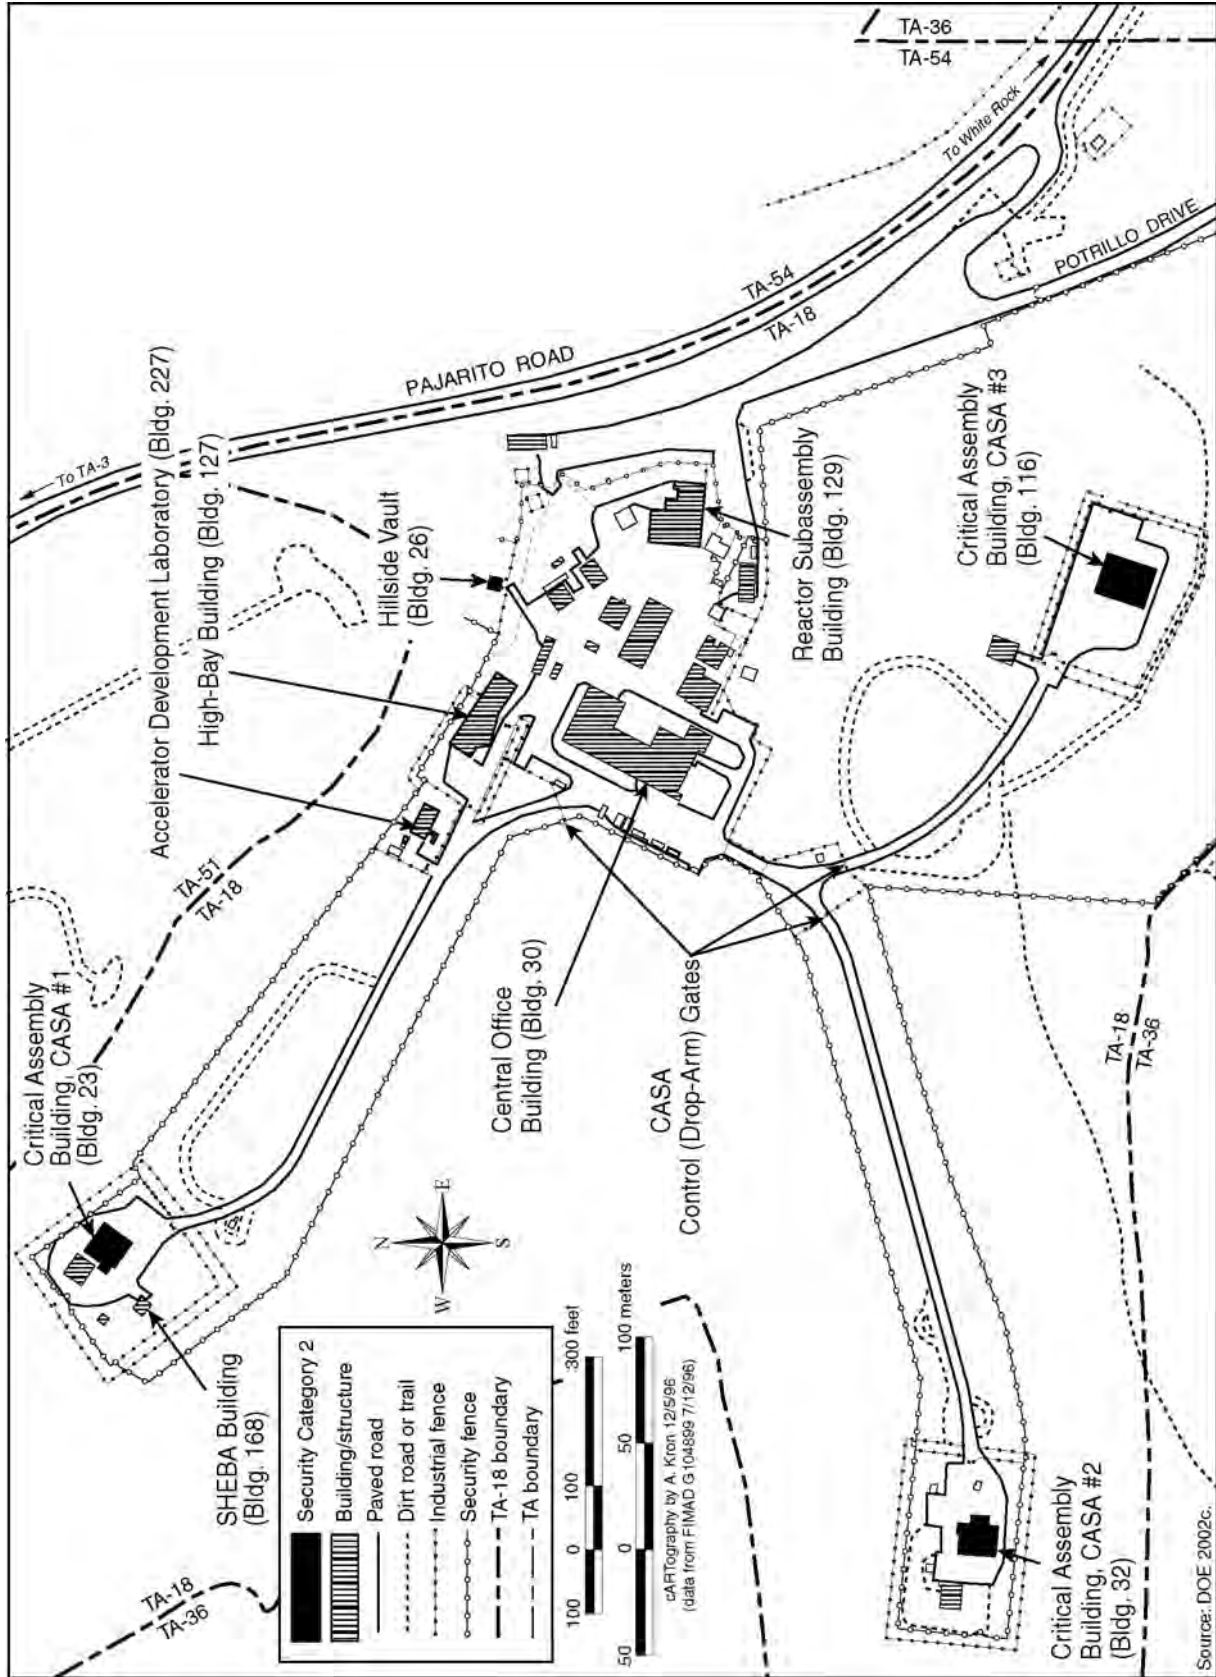 TA-36
TA-54
To White Rock
POTRILLO DRIVE
TA-54
TA-18
PAJARITO ROAD
To TA-3
Accelerator Development Laboratory (Bldg. 227)
High-Bay Building (Bldg. 127)
Hillside Vault
(Bldg. 26)
Reactor Subassembly
Building (Bldg. 129)
Critical Assembly
Building, CASA #3
(Bldg. 116)
TA-51
TA-18
Critical Assembly
Building, CASA #1
(Bldg. 23)
Central Office
Building (Bldg. 30)
CASA
Control (Drop-Arm) Gates
TA-18
TA-36
N
E
S
W
SHEBA Building
(Bldg. 168)
TA-18
TA-36
Security Category 2
Building/structure
Paved road
Dirt road or trail
Industrial fence
Security fence
TA-18 boundary
TA boundary
100 0 100 300 feet
50 0 50 100 meters
cARTography by A. Kron 12/5/96
(data from FIMAD G104899 7/12/96)
Critical Assembly
Building, CASA #2
(Bldg. 32)
Source: DOE 2002c.